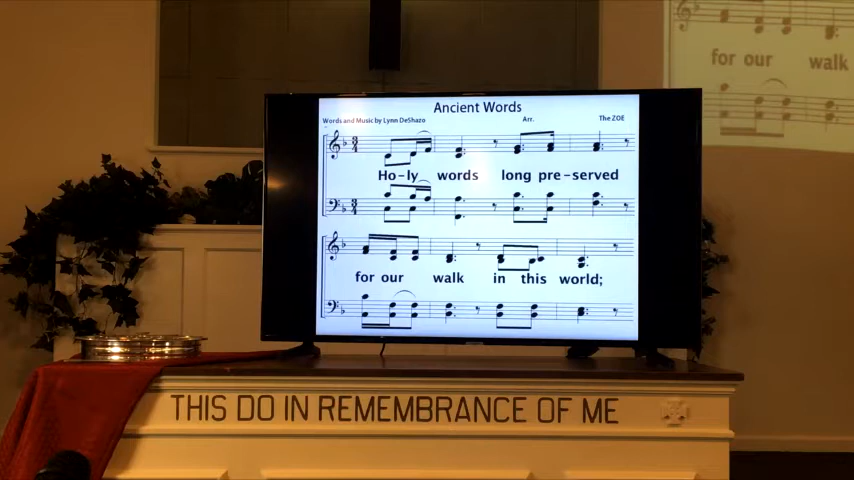 Ancient Words
Words and Music by Lynn DeShazo Arr. The ZOE
Ho-ly words long pre-served
for our walk in this world;
for our walk
THIS DO IN REMEMBRANCE OF ME